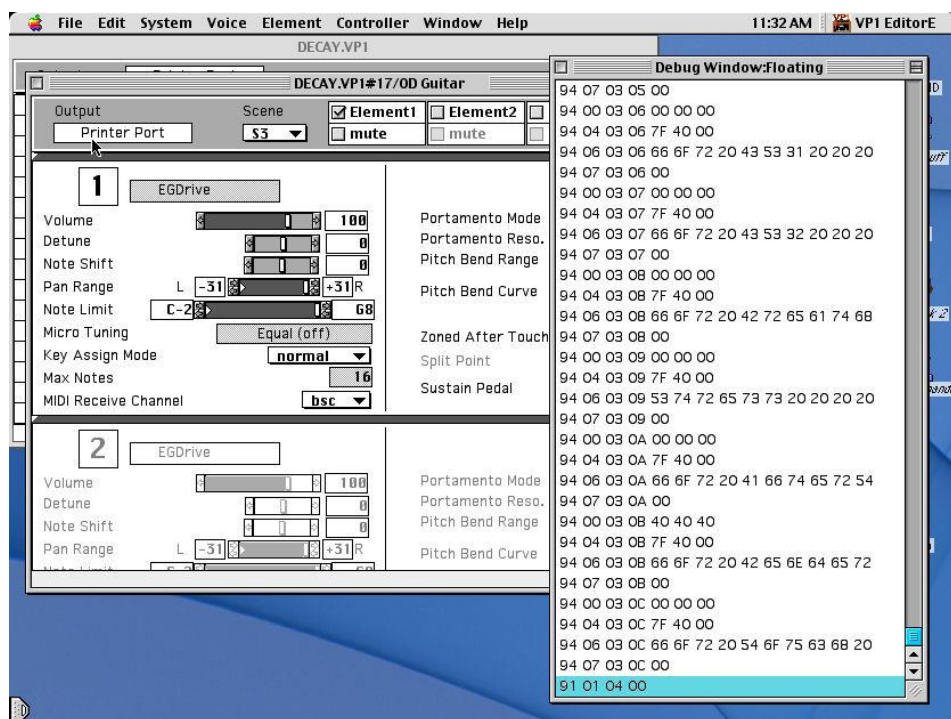 File Edit System Voice Element Controller Window Help 11:32 AM VP1 EditorE
DECAY.VP1
DECAY.VP1#17/OD Guitar
Output Scene Element1 Element2
Printer Port S3 mute mute
1 EGDrive
Volume 100
Detune 0
Note Shift 0
Pan Range L -31 +31 R
Note Limit C-2 G8
Micro Tuning Equal (off)
Key Assign Mode normal
Max Notes 16
MIDI Receive Channel bsc
Portamento Mode
Portamento Reso.
Pitch Bend Range
Pitch Bend Curve
Zoned After Touch
Split Point
Sustain Pedal
2 EGDrive
Volume 100
Detune 0
Note Shift 0
Pan Range L -31 +31 R
Portamento Mode
Portamento Reso.
Pitch Bend Range
Pitch Bend Curve
Debug Window:Floating
94 07 03 05 00
94 00 03 06 00 00 00
94 04 03 06 7F 40 00
94 06 03 06 66 6F 72 20 43 53 31 20 20 20
94 07 03 06 00
94 00 03 07 00 00 00
94 04 03 07 7F 40 00
94 06 03 07 66 6F 72 20 43 53 32 20 20 20
94 07 03 07 00
94 00 03 08 00 00 00
94 04 03 08 7F 40 00
94 06 03 08 66 6F 72 20 42 72 65 61 74 68
94 07 03 08 00
94 00 03 09 00 00 00
94 04 03 09 7F 40 00
94 06 03 09 53 74 72 65 73 73 20 20 20 20
94 07 03 09 00
94 00 03 0A 00 00 00
94 04 03 0A 7F 40 00
94 06 03 0A 66 6F 72 20 41 66 74 65 72 54
94 07 03 0A 00
94 00 03 0B 40 40 40
94 04 03 0B 7F 40 00
94 06 03 0B 66 6F 72 20 42 65 6E 64 65 72
94 07 03 0B 00
94 00 03 0C 00 00 00
94 04 03 0C 7F 40 00
94 06 03 0C 66 6F 72 20 54 6F 75 63 68 20
94 07 03 0C 00
91 01 04 00